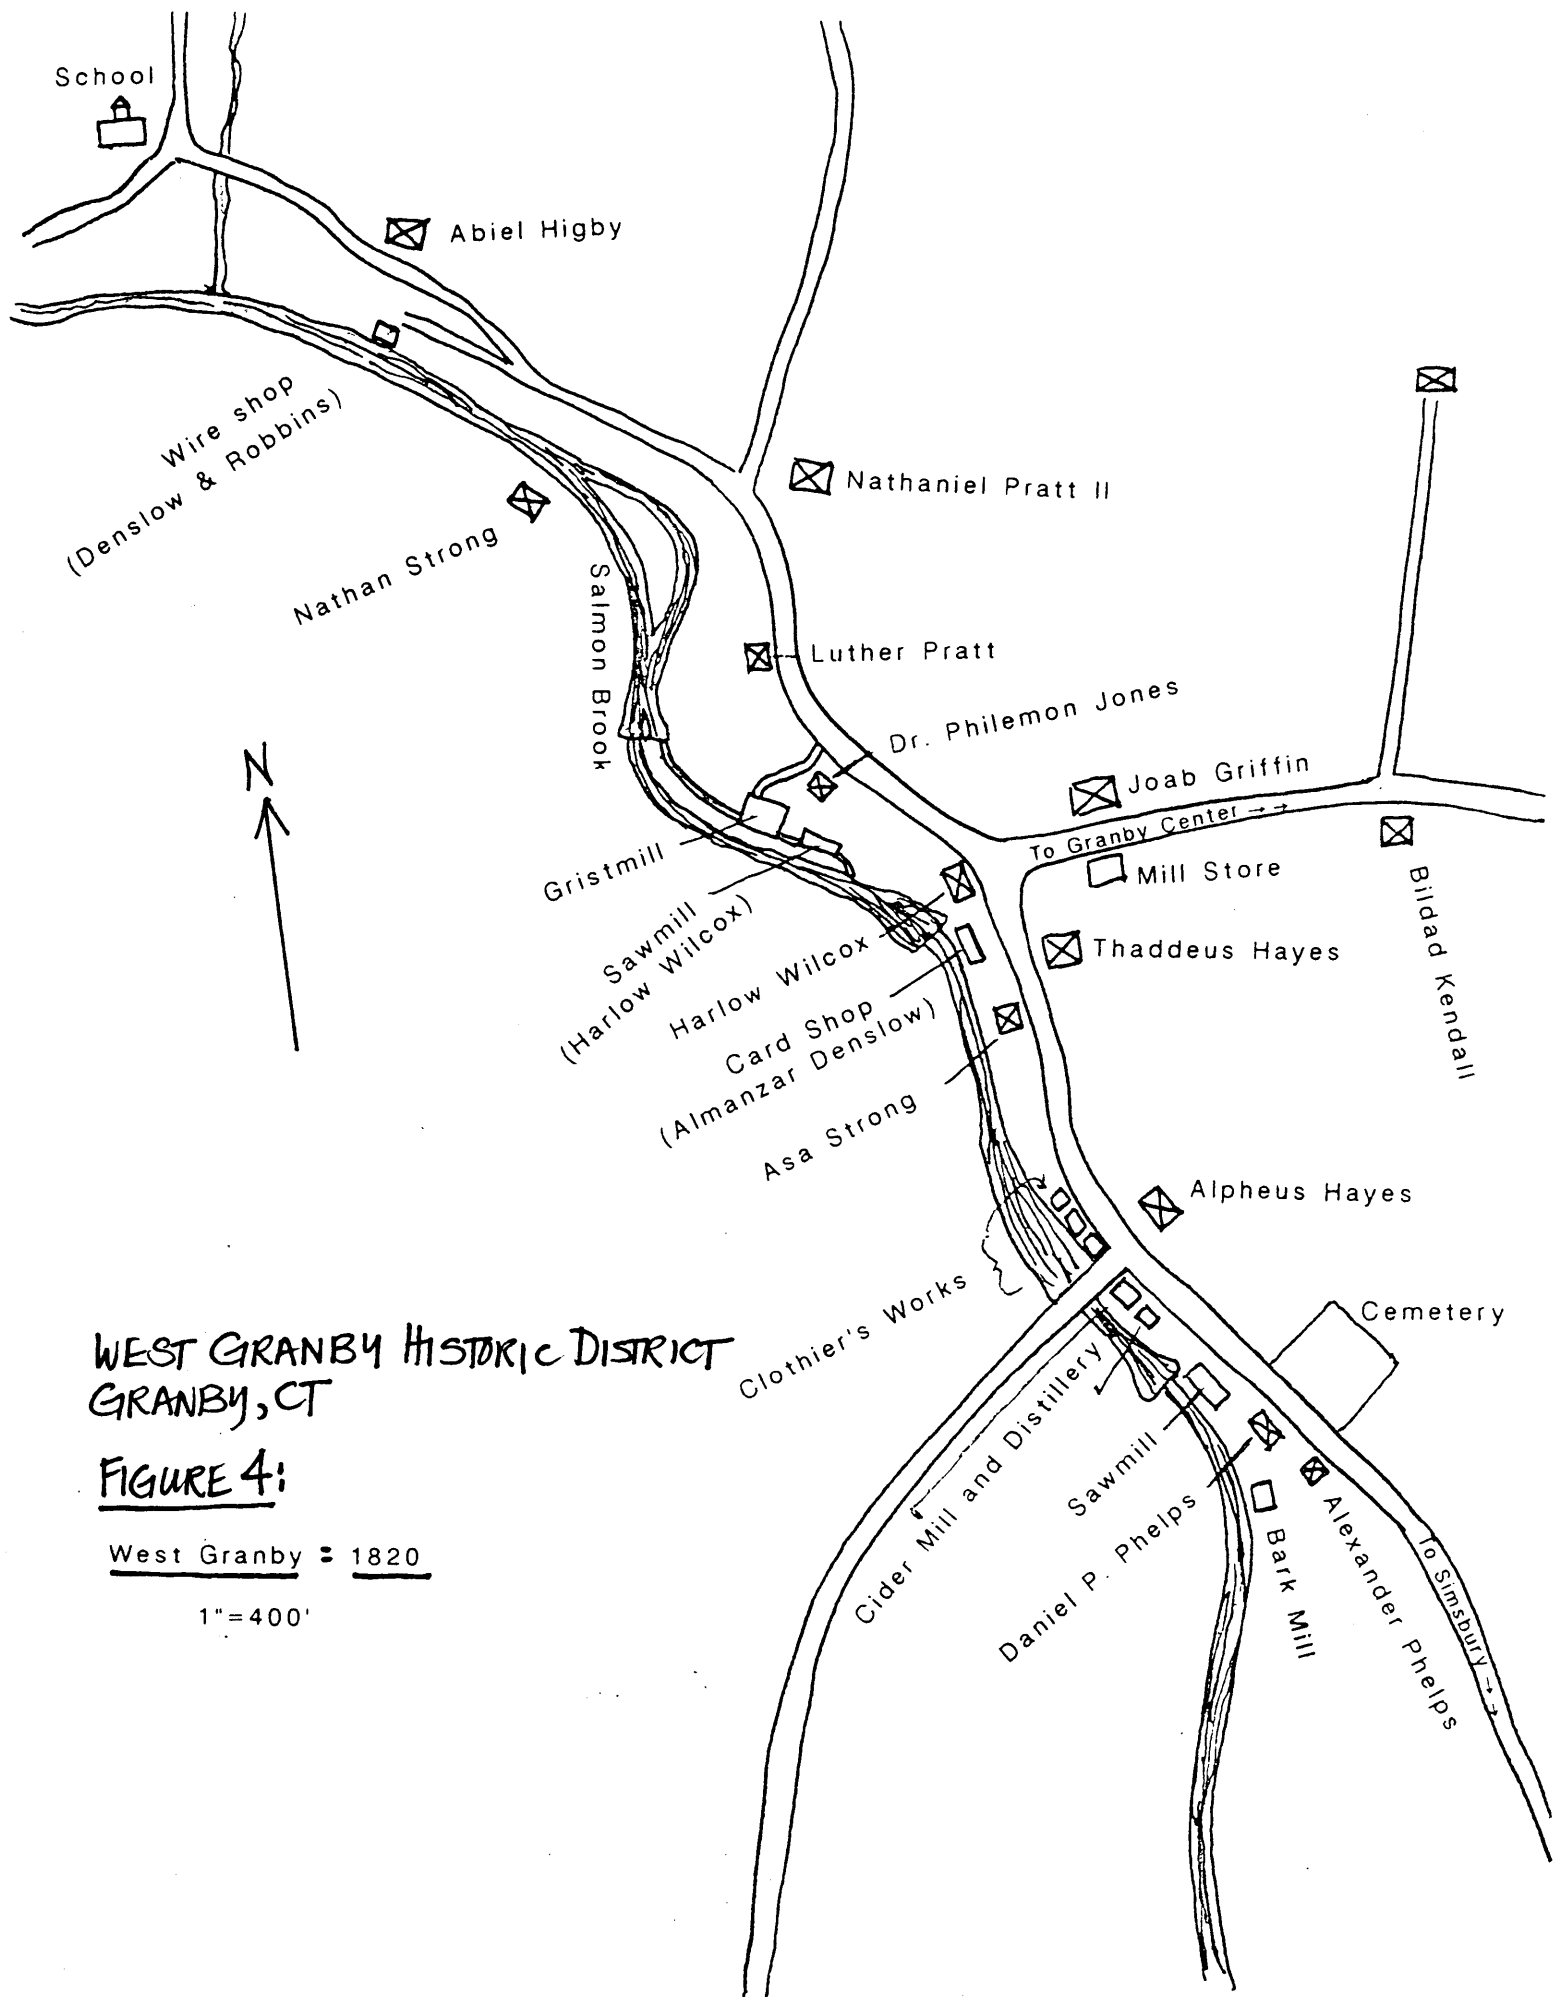 School
Abiel Higby
Wire shop
(Denslow & Robbins)
Nathaniel Pratt II
Nathan Strong
Salmon Brook
Luther Pratt
Dr. Philemon Jones
N
Joab Griffin
To Granby Center → →
Gristmill
Mill Store
Sawmill
(Harlow Wilcox)
Harlow Wilcox
Thaddeus Hayes
Bildad Kendall
Card Shop
(Almanzar Denslow)
Asa Strong
Alpheus Hayes
Clothier's Works
Cemetery
WEST GRANBY HISTORIC DISTRICT
GRANBY, CT
FIGURE 4:
West Granby : 1820
1"=400'
Cider Mill and Distillery
Sawmill
Daniel P. Phelps
Bark Mill
Alexander Phelps
To Simsbury → →